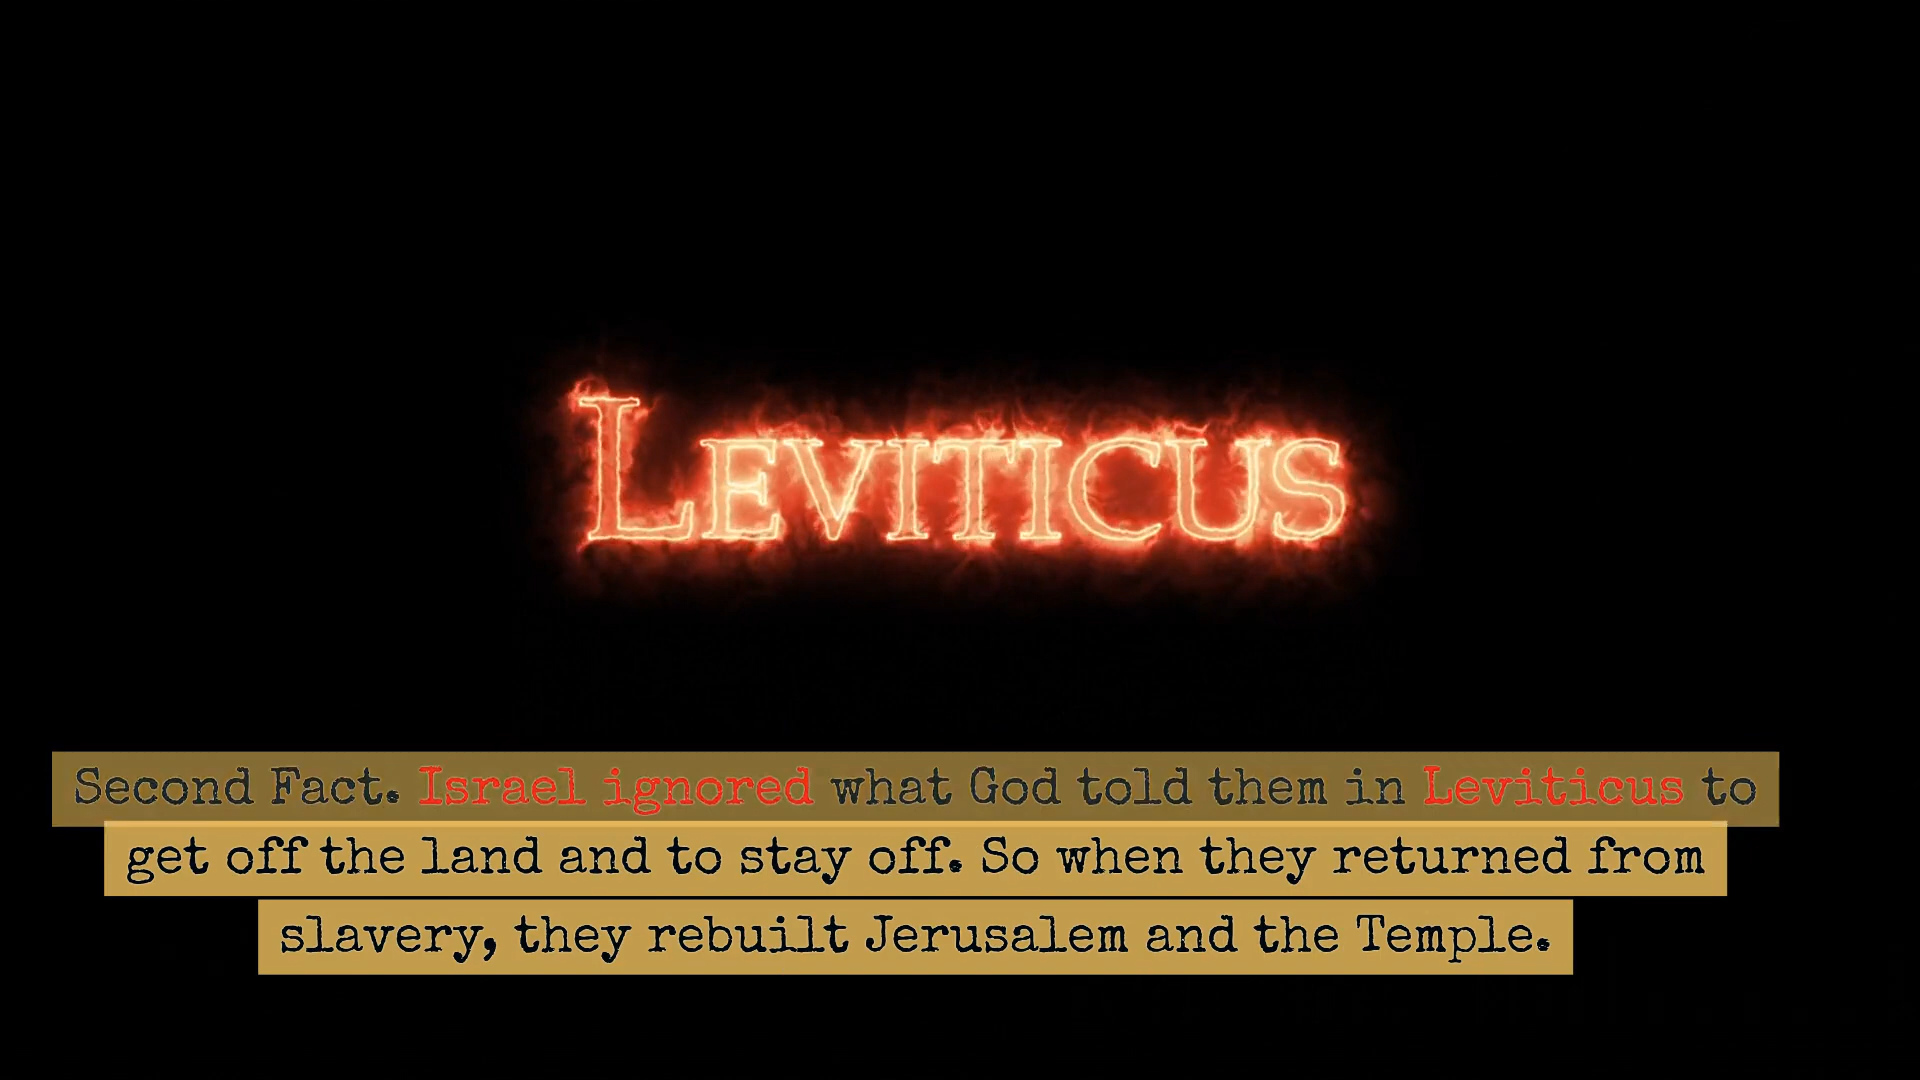 LEVITICUS
Second Fact. Israel ignored what God told them in Leviticus to
get off the land and to stay off. So when they returned from
slavery, they rebuilt Jerusalem and the Temple.